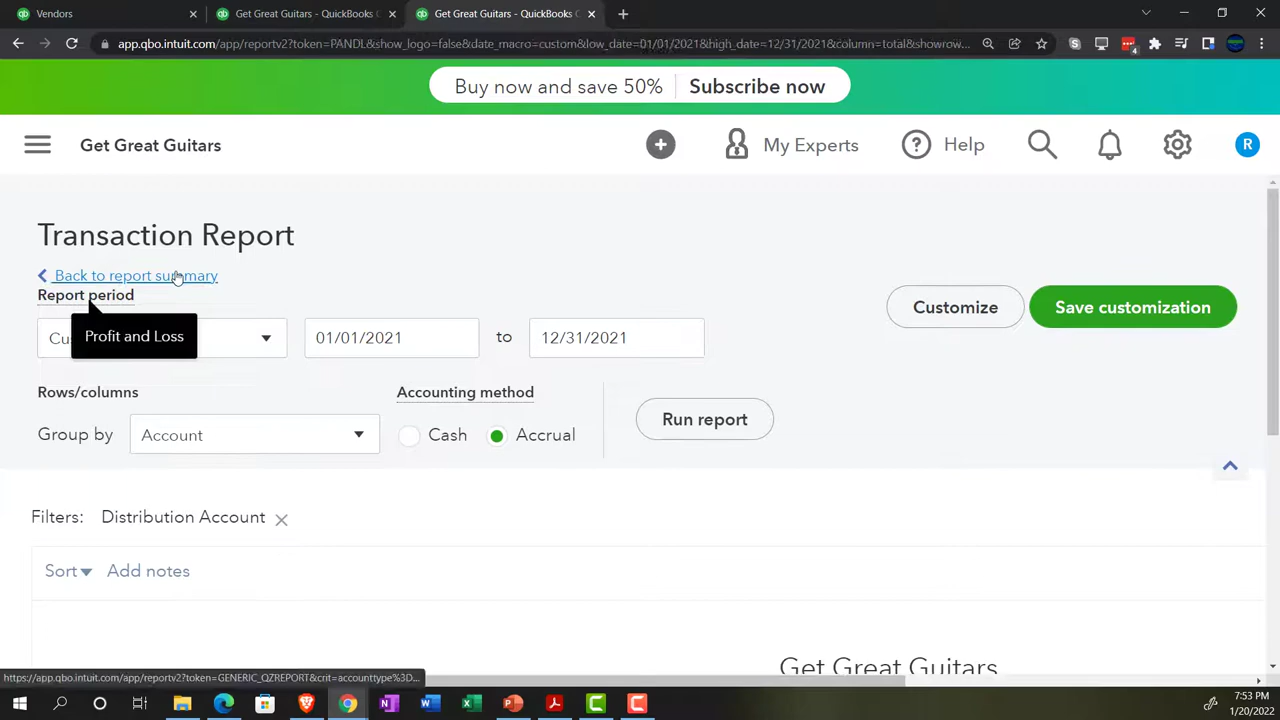 Vendors
Get Great Guitars - QuickBooks C
Get Great Guitars - QuickBooks C
app.qbo.intuit.com/app/reportv2?token=PANDL&show_logo=false&date_macro=custom&low_date=01/01/2021&high_date=12/31/2021&column=total&showrow...
4
Buy now and save 50% Subscribe now
Get Great Guitars
My Experts
Help
R
Transaction Report
Back to report summary
Report period
Profit and Loss
01/01/2021 to 12/31/2021
Customize
Save customization
Rows/columns
Accounting method
Group by Account
Cash
Accrual
Run report
Filters: Distribution Account
Sort Add notes
Get Great Guitars
https://app.qbo.intuit.com/app/reportv2?token=GENERIC_QZREPORT&crit=accounttype%3D...
7:53 PM
1/20/2022